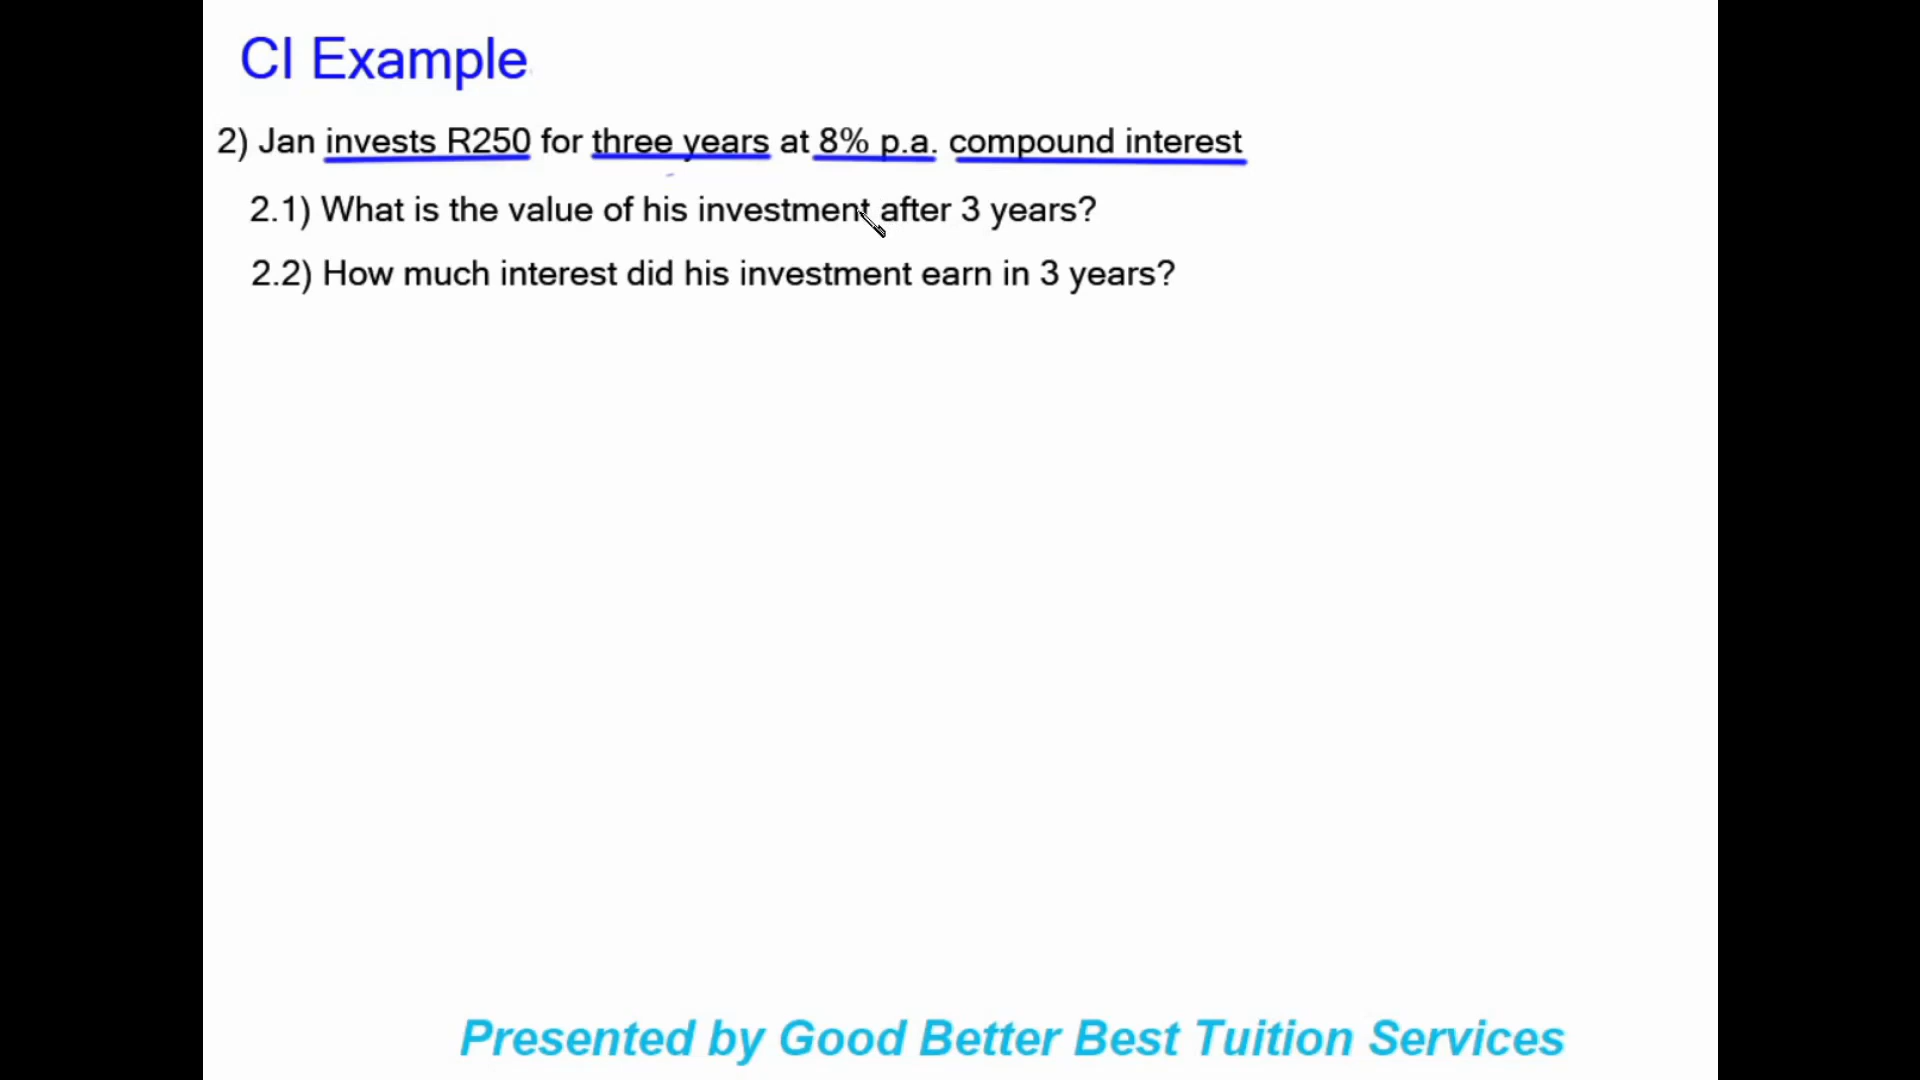 CI Example
2) Jan invests R250 for three years at 8% p.a. compound interest
2.1) What is the value of his investment after 3 years?
2.2) How much interest did his investment earn in 3 years?
Presented by Good Better Best Tuition Services